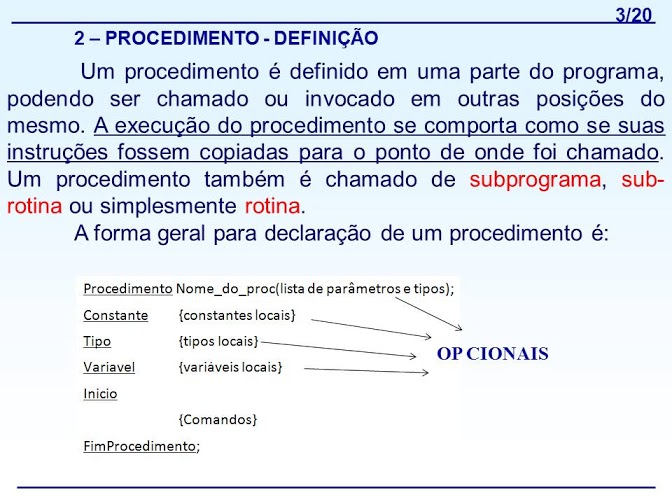 3/20
2 – PROCEDIMENTO - DEFINIÇÃO
Um procedimento é definido em uma parte do programa,
podendo ser chamado ou invocado em outras posições do
mesmo. A execução do procedimento se comporta como se suas
instruções fossem copiadas para o ponto de onde foi chamado.
Um procedimento também é chamado de subprograma, sub-
rotina ou simplesmente rotina.
A forma geral para declaração de um procedimento é:
Procedimento Nome_do_proc(lista de parâmetros e tipos);
Constante {constantes locais}
Tipo {tipos locais}
OP CIONAIS
Variavel {variáveis locais}
Inicio
{Comandos}
FimProcedimento;